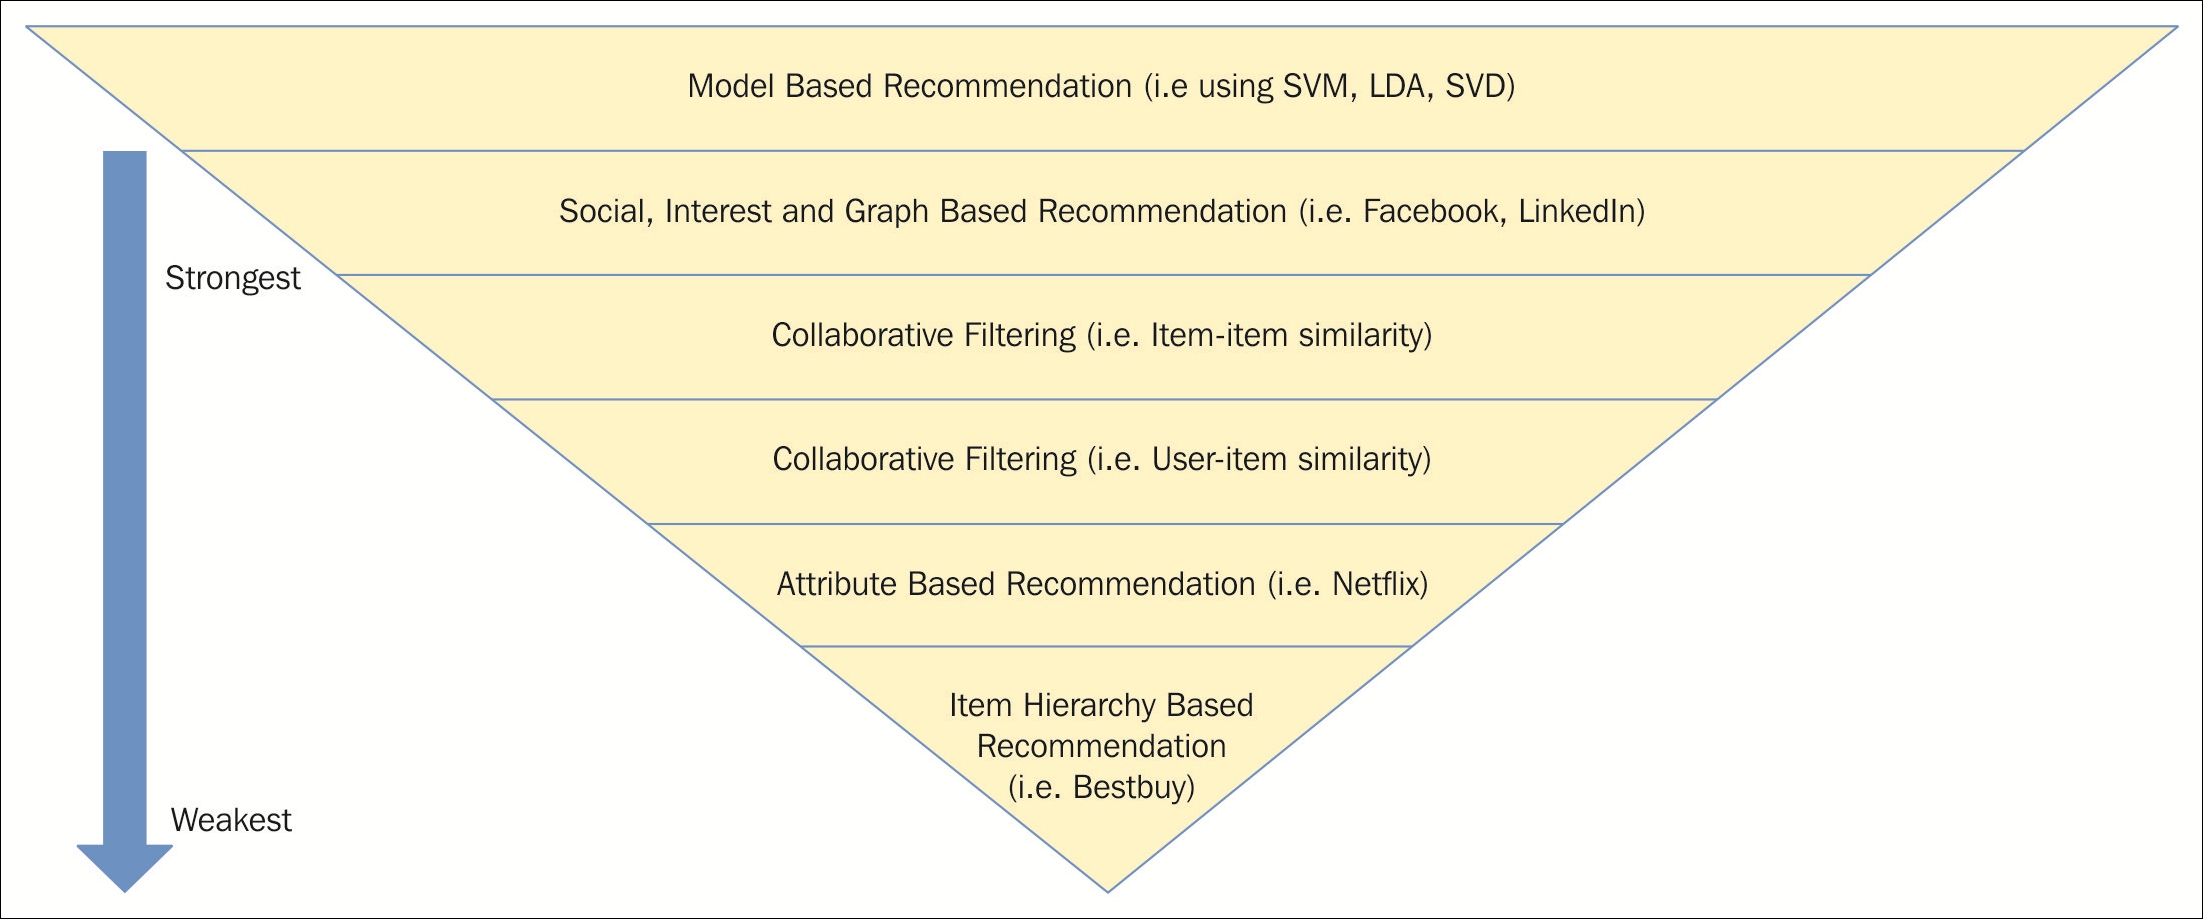 Model Based Recommendation (i.e using SVM, LDA, SVD)
Social, Interest and Graph Based Recommendation (i.e. Facebook, LinkedIn)
Strongest
Collaborative Filtering (i.e. Item-item similarity)
Collaborative Filtering (i.e. User-item similarity)
Attribute Based Recommendation (i.e. Netflix)
Item Hierarchy Based
Recommendation
(i.e. Bestbuy)
Weakest